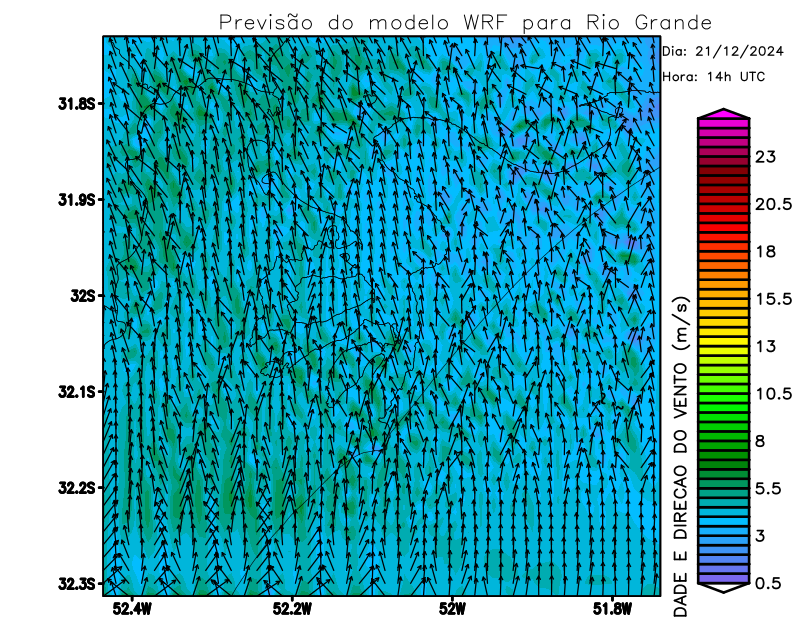 Previsão do modelo WRF para Rio Grande
Dia: 21/12/2024
Hora: 14h UTC
31.8S
31.9S
32S
32.1S
32.2S
32.3S
52.4W
52.2W
52W
51.8W
23
20.5
18
15.5
13
10.5
8
5.5
3
0.5
DADE E DIRECAO DO VENTO (m/s)